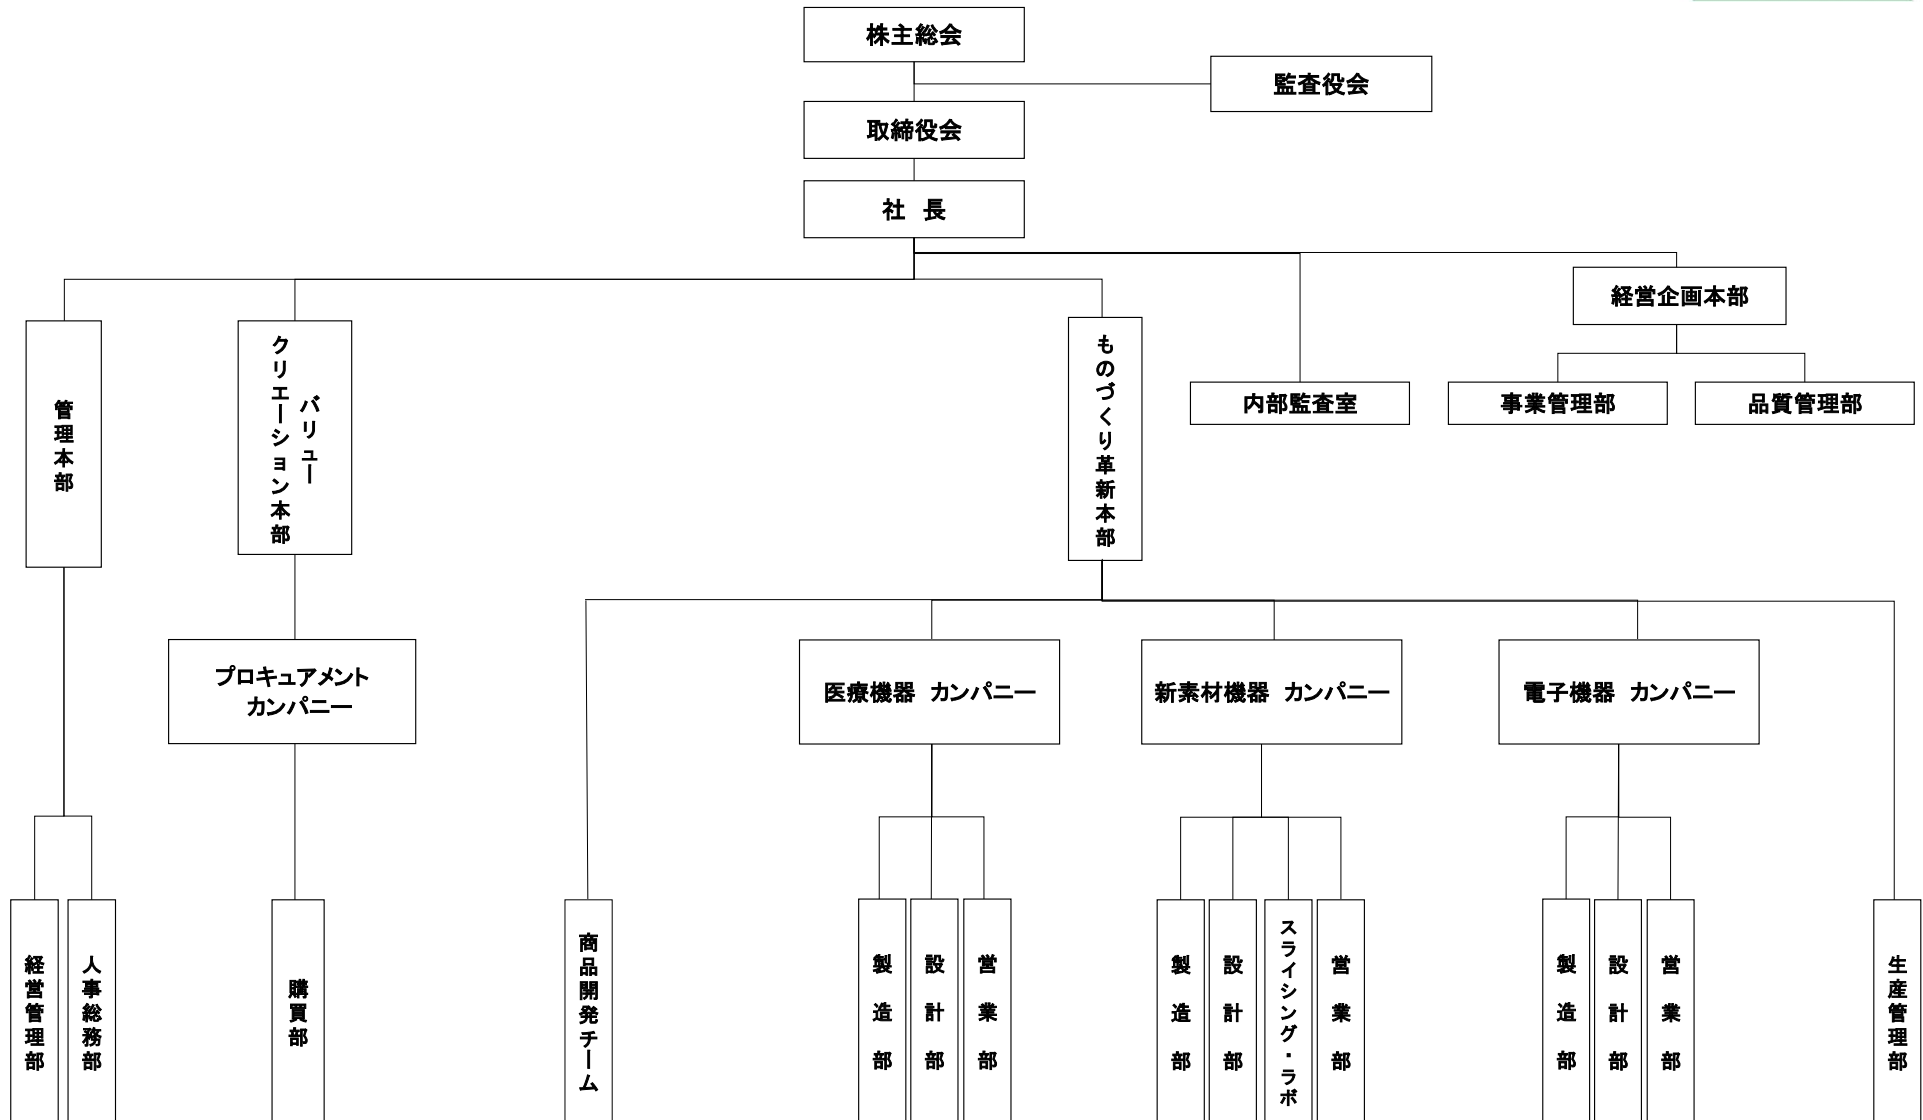 株主総会
監査役会
取締役会
社 長
経営企画本部
内部監査室
事業管理部
品質管理部
管理本部
バリュー
クリエーション本部
ものづくり革新本部
プロキュアメント
カンパニー
医療機器 カンパニー
新素材機器 カンパニー
電子機器 カンパニー
経営管理部
人事総務部
購買部
商品開発チーム
製造部
設計部
営業部
製造部
設計部
スライシング・ラボ
営業部
製造部
設計部
営業部
生産管理部